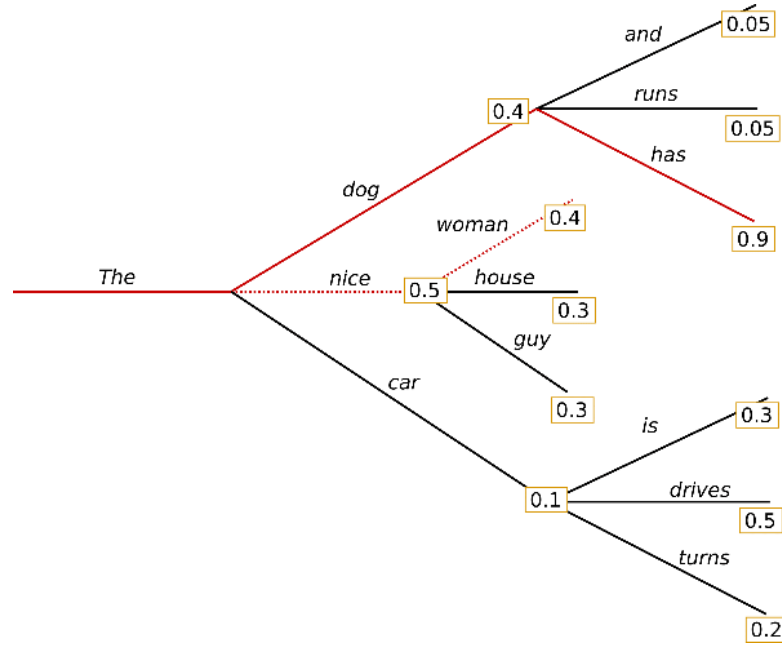 and
0.05
0.4
runs
0.05
has
dog
0.9
woman
0.4
The
nice
0.5
house
0.3
guy
car
0.3
is
0.3
0.1
drives
0.5
turns
0.2